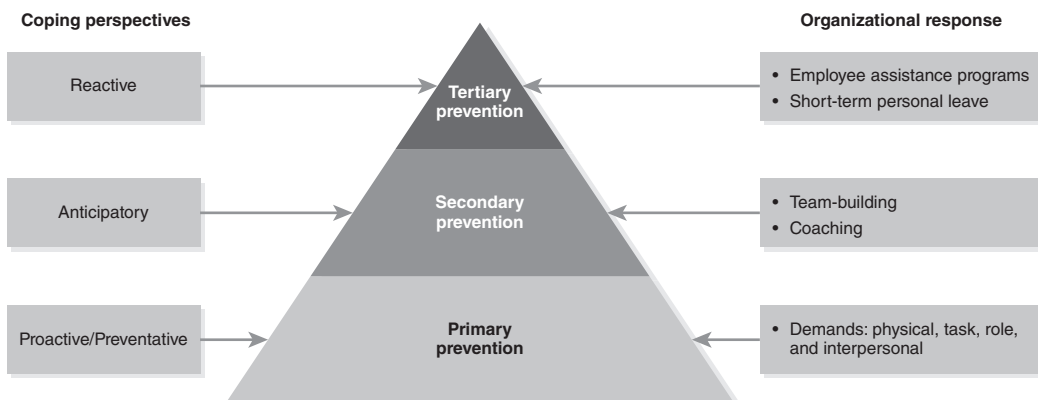 Coping perspectives
Organizational response
Reactive
Tertiary
prevention
• Employee assistance programs
• Short-term personal leave
Anticipatory
Secondary
prevention
• Team-building
• Coaching
Proactive/Preventative
Primary
prevention
• Demands: physical, task, role,
and interpersonal